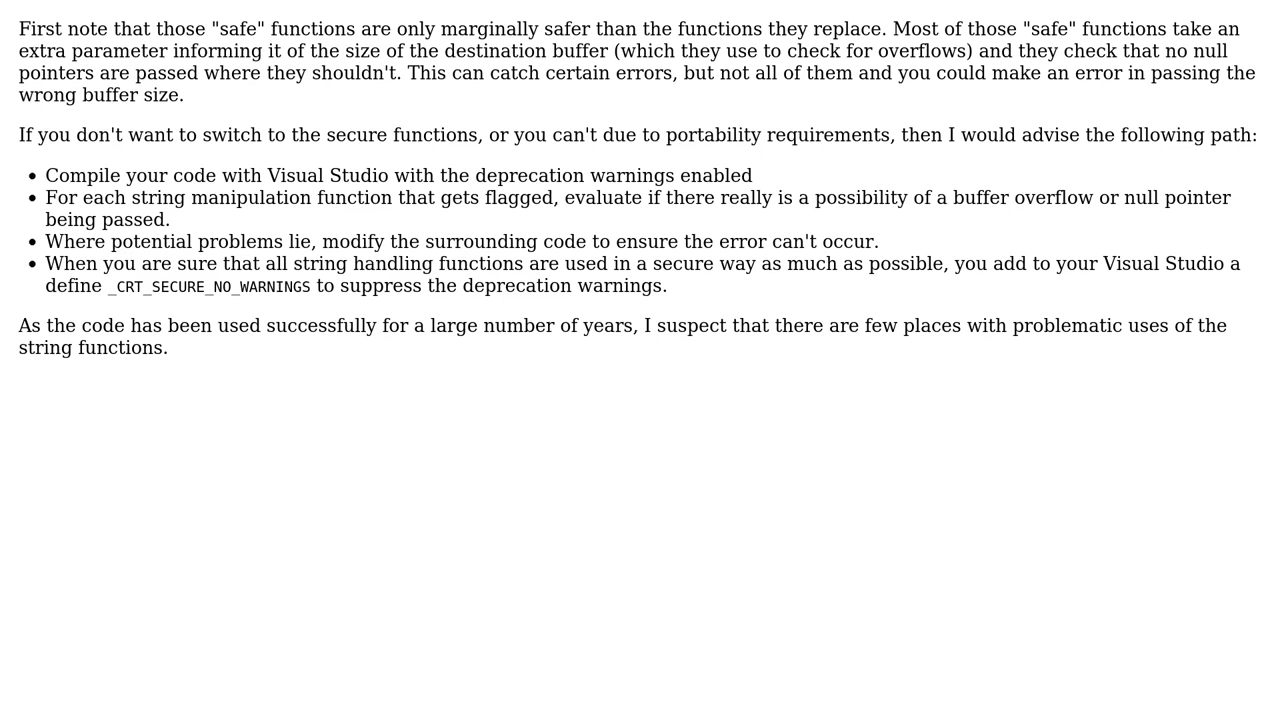 First note that those "safe" functions are only marginally safer than the functions they replace. Most of those "safe" functions take an
extra parameter informing it of the size of the destination buffer (which they use to check for overflows) and they check that no null
pointers are passed where they shouldn't. This can catch certain errors, but not all of them and you could make an error in passing the
wrong buffer size.
If you don't want to switch to the secure functions, or you can't due to portability requirements, then I would advise the following path:
• Compile your code with Visual Studio with the deprecation warnings enabled
• For each string manipulation function that gets flagged, evaluate if there really is a possibility of a buffer overflow or null pointer
being passed.
• Where potential problems lie, modify the surrounding code to ensure the error can't occur.
• When you are sure that all string handling functions are used in a secure way as much as possible, you add to your Visual Studio a
define _CRT_SECURE_NO_WARNINGS to suppress the deprecation warnings.
As the code has been used successfully for a large number of years, I suspect that there are few places with problematic uses of the
string functions.